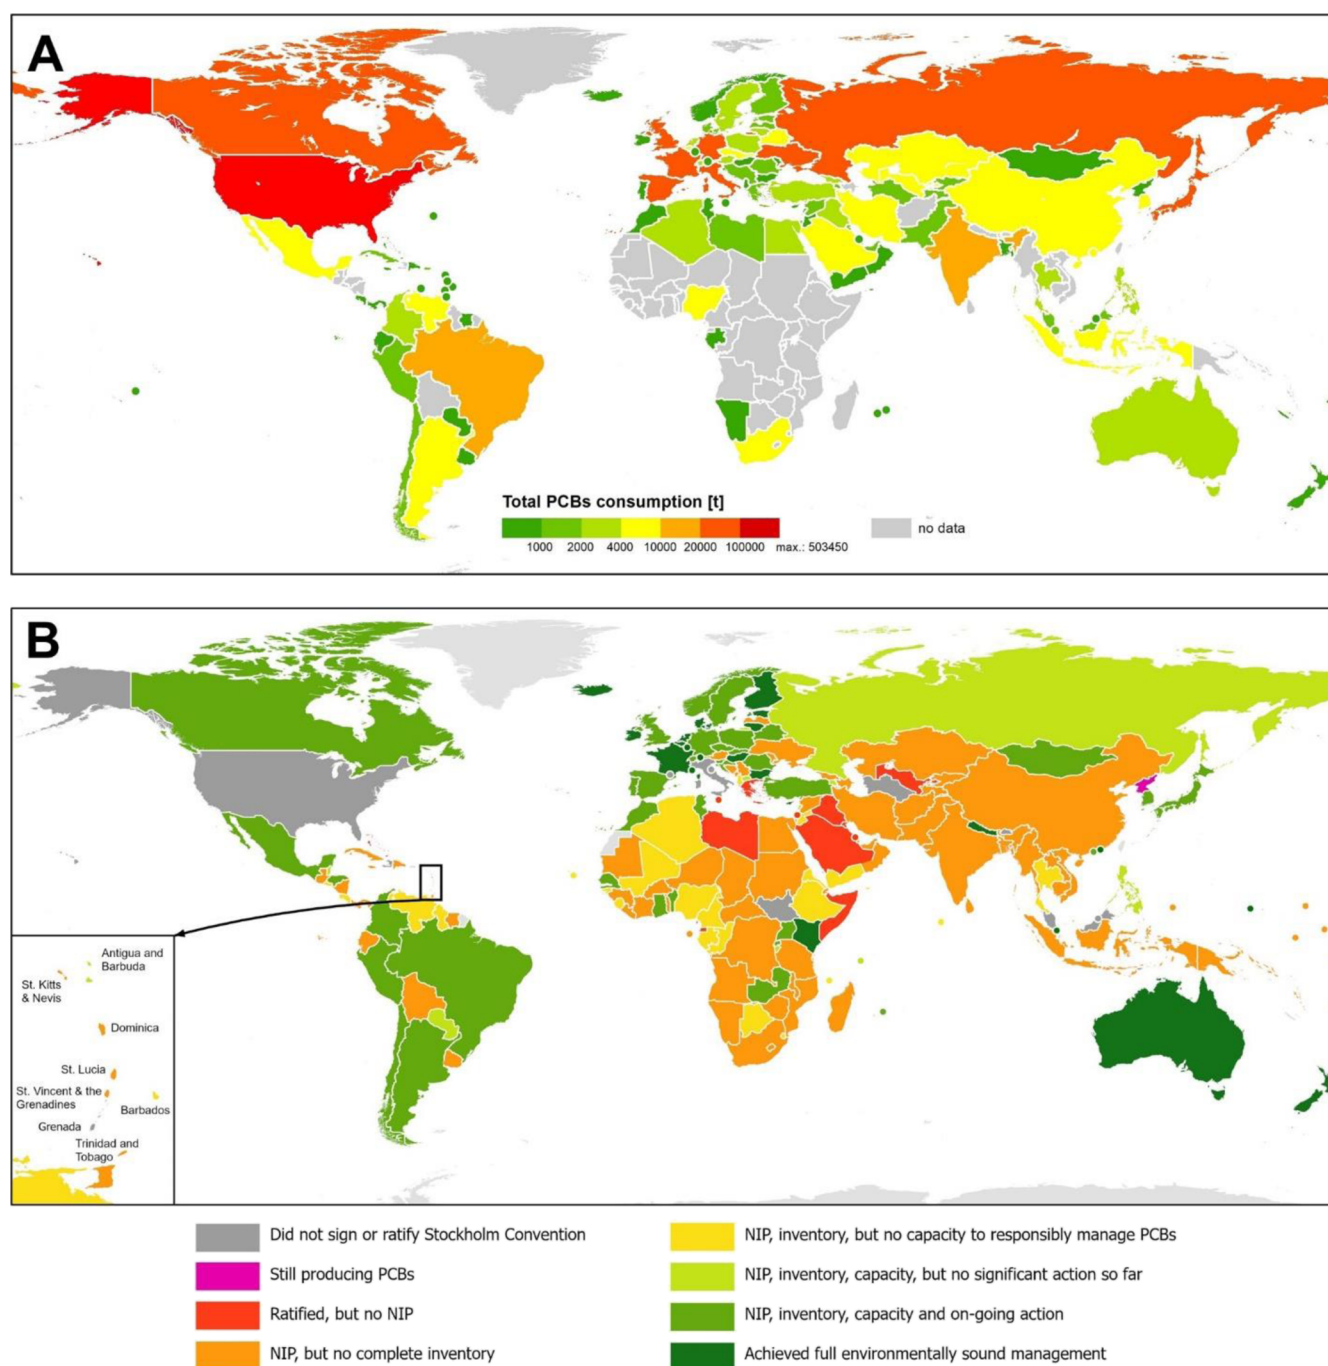 A
Total PCBs consumption [t]
1000 2000 4000 10000 20000 100000 max.: 503450
no data
B
Antigua and
Barbuda
St. Kitts
& Nevis
Dominica
St. Lucia
St. Vincent & the
Grenadines
Barbados
Grenada
Trinidad and
Tobago
Did not sign or ratify Stockholm Convention
Still producing PCBs
Ratified, but no NIP
NIP, but no complete inventory
NIP, inventory, but no capacity to responsibly manage PCBs
NIP, inventory, capacity, but no significant action so far
NIP, inventory, capacity and on-going action
Achieved full environmentally sound management